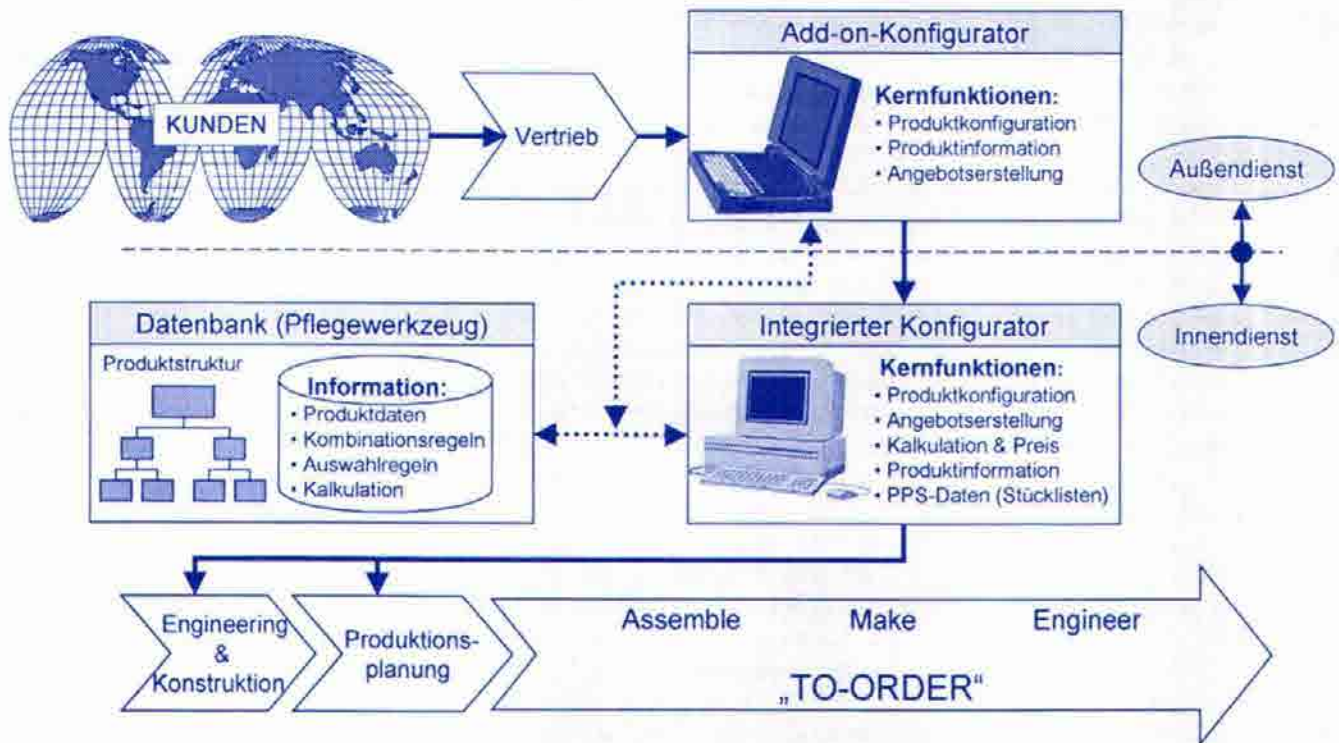 KUNDEN
Vertrieb
Add-on-Konfigurator
Kernfunktionen:
• Produktkonfiguration
• Produktinformation
• Angebotserstellung
Außendienst
Innendienst
Datenbank (Pflegewerkzeug)
Produktstruktur
Information:
• Produktdaten
• Kombinationsregeln
• Auswahlregeln
• Kalkulation
Integrierter Konfigurator
Kernfunktionen:
• Produktkonfiguration
• Angebotserstellung
• Kalkulation & Preis
• Produktinformation
• PPS-Daten (Stücklisten)
Engineering
&
Konstruktion
Produktions-
planung
Assemble Make Engineer
„TO-ORDER“